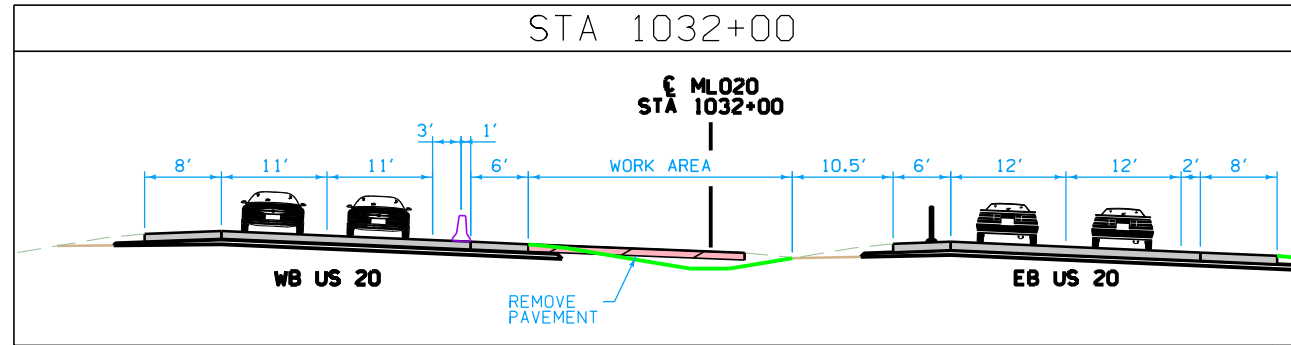 STA 1032+00
℄ ML020
STA 1032+00
3' 1'
8' 11' 11' 6' WORK AREA 10.5' 6' 12' 12' 2' 8'
WB US 20
EB US 20
REMOVE
PAVEMENT